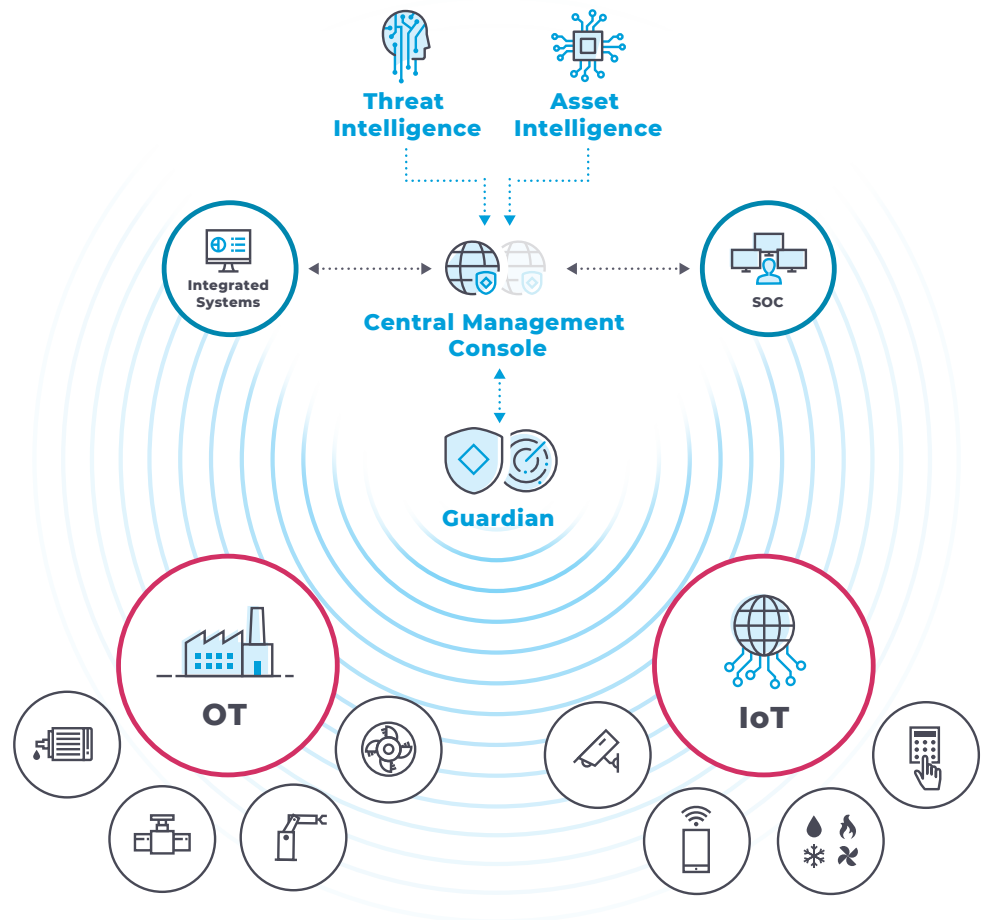 Threat
Intelligence
Asset
Intelligence
Integrated
Systems
SOC
Central Management
Console
Guardian
OT
IoT